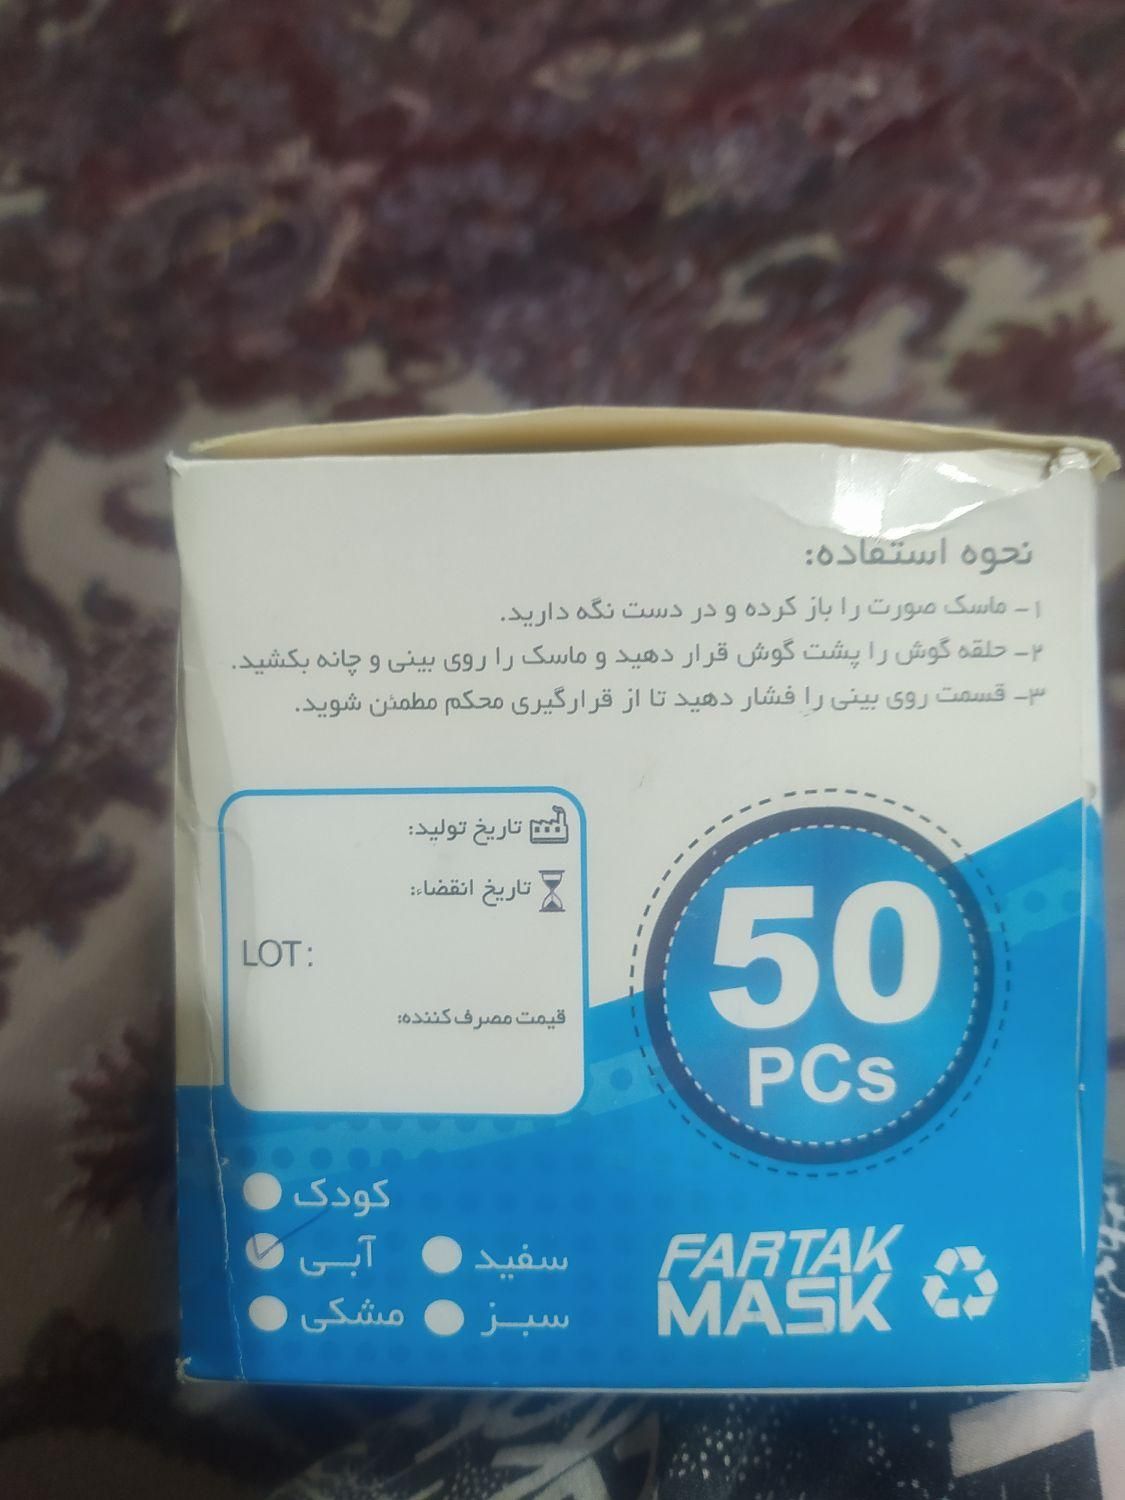 نحوه استفاده:
۱- ماسک صورت را باز کرده و در دست نگه دارید.
۲- حلقه گوش را پشت گوش قرار دهید و ماسک را روی بینی و چانه بکشید.
۳- قسمت روی بینی را فشار دهید تا از قرارگیری محکم مطمئن شوید.
تاریخ تولید:
تاریخ انقضاء:
LOT:
قیمت مصرف کننده:
50
PCs
کودک
سفید آبی
سبز مشکی
FARTAK
MASK